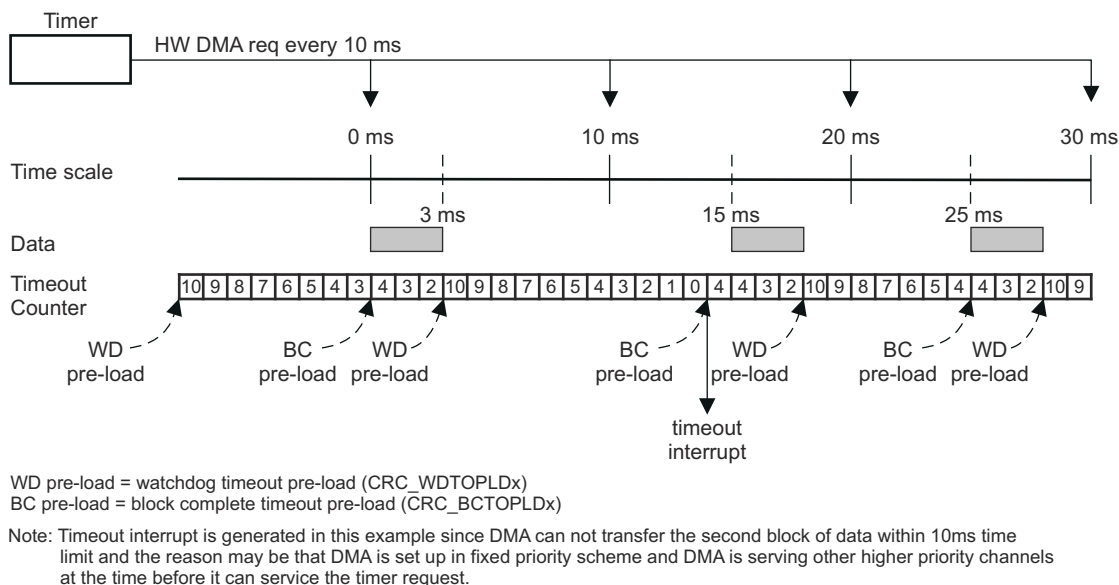 Timer
HW DMA req every 10 ms
0 ms 10 ms 20 ms 30 ms
Time scale
3 ms 15 ms 25 ms
Data
Timeout
Counter
10 9 8 7 6 5 4 3 4 3 2 10 9 8 7 6 5 4 3 2 1 0 4 4 3 2 10 9 8 7 6 5 4 4 3 2 10 9
WD
pre-load
BC
pre-load
WD
pre-load
BC
pre-load
WD
pre-load
BC
pre-load
WD
pre-load
timeout
interrupt
WD pre-load = watchdog timeout pre-load (CRC_WDTOPLDx)
BC pre-load = block complete timeout pre-load (CRC_BCTOPLDx)
Note: Timeout interrupt is generated in this example since DMA can not transfer the second block of data within 10ms time
limit and the reason may be that DMA is set up in fixed priority scheme and DMA is serving other higher priority channels
at the time before it can service the timer request.